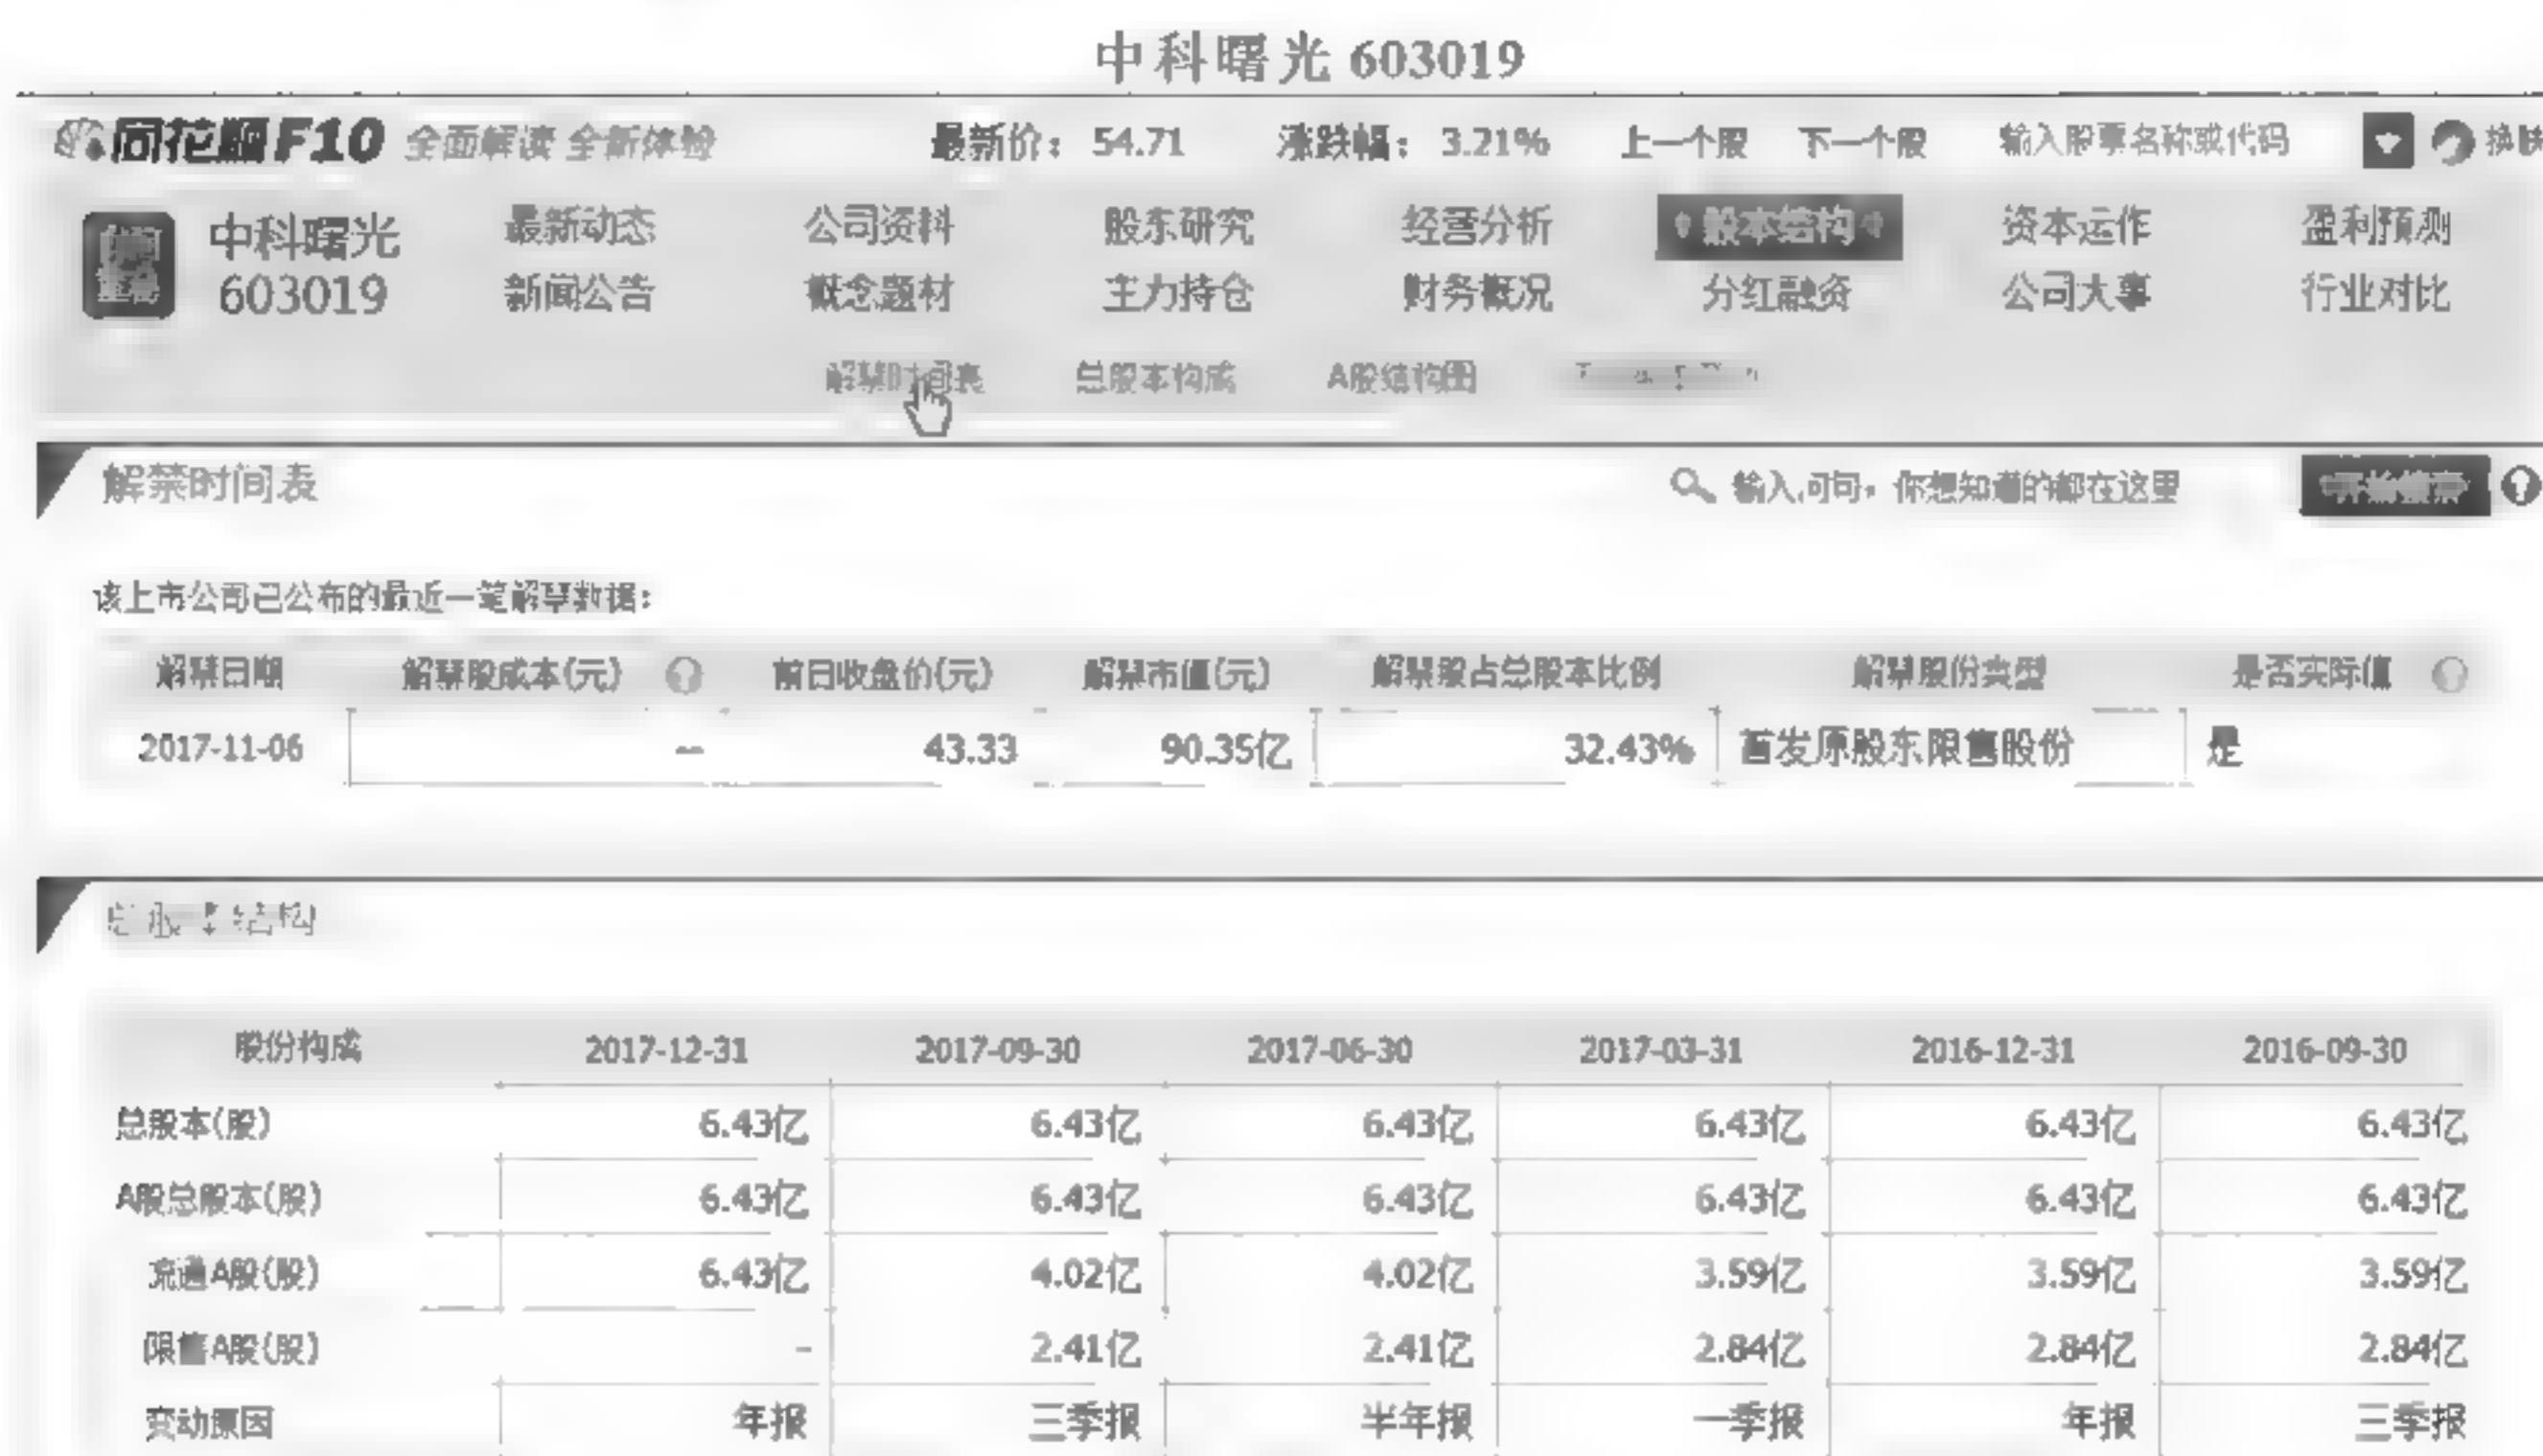 中科曙光 603019
同花顺F10 全面解读 全新体验 最新价： 54.71 涨跌幅： 3.21% 上一个股 下一个股 输入股票名称或代码 换肤
中科曙光 最新动态 公司资料 股东研究 经营分析 股本结构 资本运作 盈利预测
603019 新闻公告 概念题材 主力持仓 财务概况 分红融资 公司大事 行业对比
解禁时间表 总股本构成 A股结构图
解禁时间表 输入问句，你想知道的都在这里
该上市公司已公布的最近一笔解禁数据：
解禁日期 解禁股成本(元) 前日收盘价(元) 解禁市值(元) 解禁股占总股本比例 解禁股份类型 是否实际值
2017-11-06 -- 43.33 90.35亿 32.43% 首发原股东限售股份 是
总股本结构
股份构成 2017-12-31 2017-09-30 2017-06-30 2017-03-31 2016-12-31 2016-09-30
总股本(股) 6.43亿 6.43亿 6.43亿 6.43亿 6.43亿 6.43亿
A股总股本(股) 6.43亿 6.43亿 6.43亿 6.43亿 6.43亿 6.43亿
流通A股(股) 6.43亿 4.02亿 4.02亿 3.59亿 3.59亿 3.59亿
限售A股(股) - 2.41亿 2.41亿 2.84亿 2.84亿 2.84亿
变动原因 年报 三季报 半年报 一季报 年报 三季报